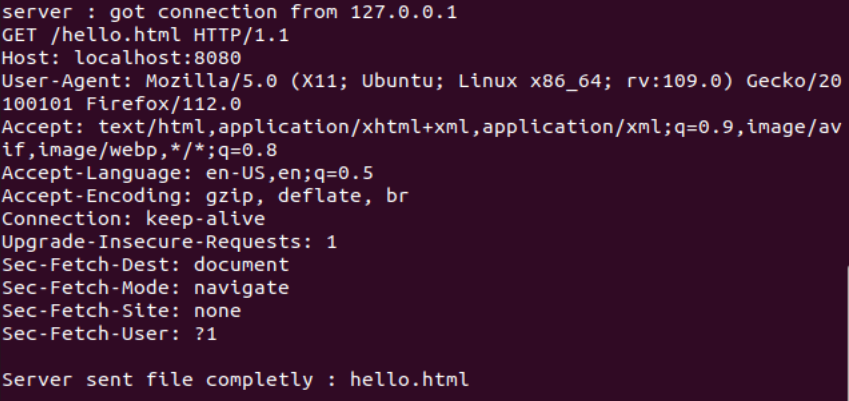 server : got connection from 127.0.0.1
GET /hello.html HTTP/1.1
Host: localhost:8080
User-Agent: Mozilla/5.0 (X11; Ubuntu; Linux x86_64; rv:109.0) Gecko/20
100101 Firefox/112.0
Accept: text/html,application/xhtml+xml,application/xml;q=0.9,image/av
if,image/webp,*/*;q=0.8
Accept-Language: en-US,en;q=0.5
Accept-Encoding: gzip, deflate, br
Connection: keep-alive
Upgrade-Insecure-Requests: 1
Sec-Fetch-Dest: document
Sec-Fetch-Mode: navigate
Sec-Fetch-Site: none
Sec-Fetch-User: ?1
Server sent file completly : hello.html